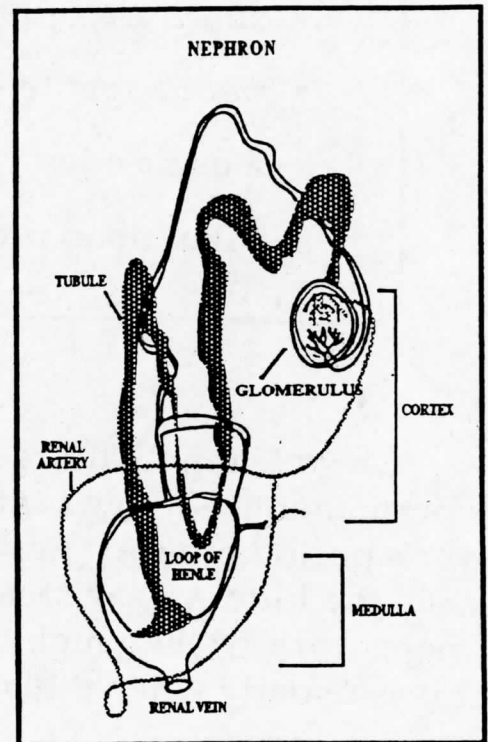 NEPHRON
TUBULE
GLOMERULUS
CORTEX
RENAL
ARTERY
LOOP OF
HENLE
MEDULLA
RENAL VEIN